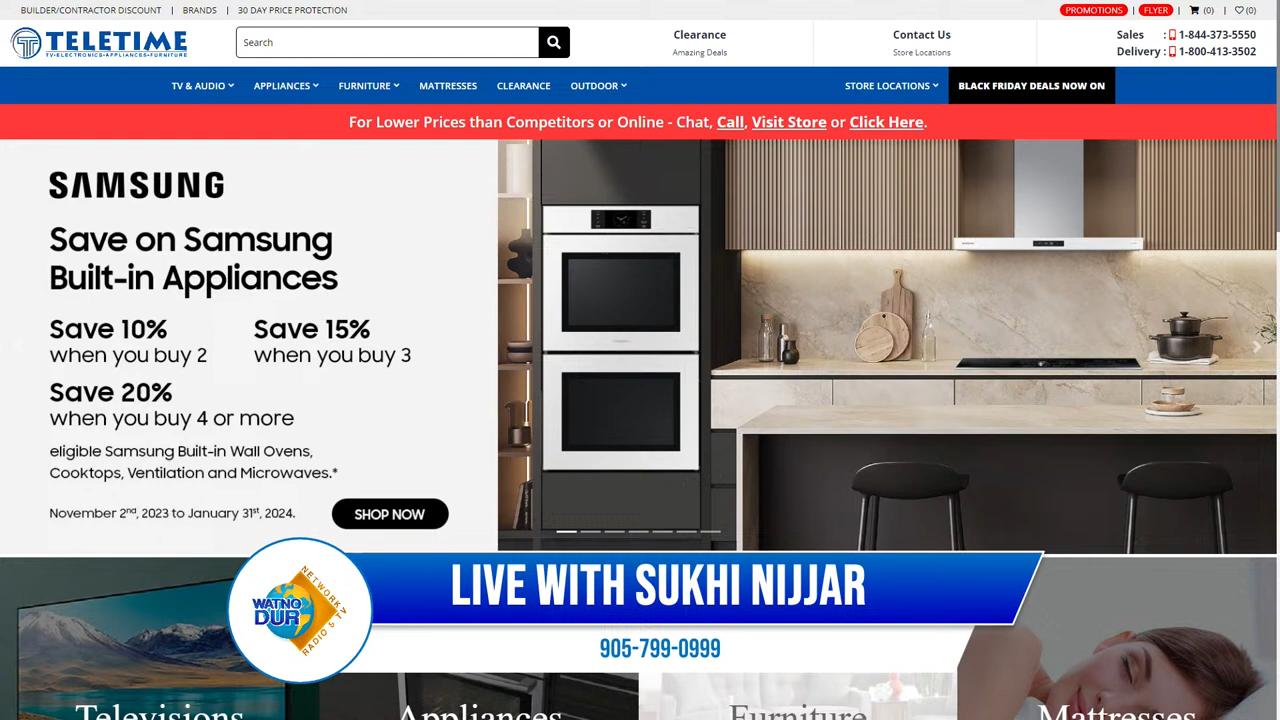 BUILDER/CONTRACTOR DISCOUNT | BRANDS | 30 DAY PRICE PROTECTION
PROMOTIONS | FLYER | (0) | (0)
TELETIME
TV•ELECTRONICS•APPLIANCES•FURNITURE
Search
Clearance
Amazing Deals
Contact Us
Store Locations
Sales : 1-844-373-5550
Delivery : 1-800-413-3502
TV & AUDIO APPLIANCES FURNITURE MATTRESSES CLEARANCE OUTDOOR STORE LOCATIONS BLACK FRIDAY DEALS NOW ON
For Lower Prices than Competitors or Online - Chat, Call, Visit Store or Click Here.
SAMSUNG
Save on Samsung
Built-in Appliances
Save 10%
when you buy 2
Save 15%
when you buy 3
Save 20%
when you buy 4 or more
eligible Samsung Built-in Wall Ovens,
Cooktops, Ventilation and Microwaves.*
November 2nd, 2023 to January 31st, 2024.
SHOP NOW
WATNO
DUR
NETWORK
RADIO & TV
LIVE WITH SUKHI NIJJAR
905-799-0999
Televisions
Appliances
Furniture
Mattresses